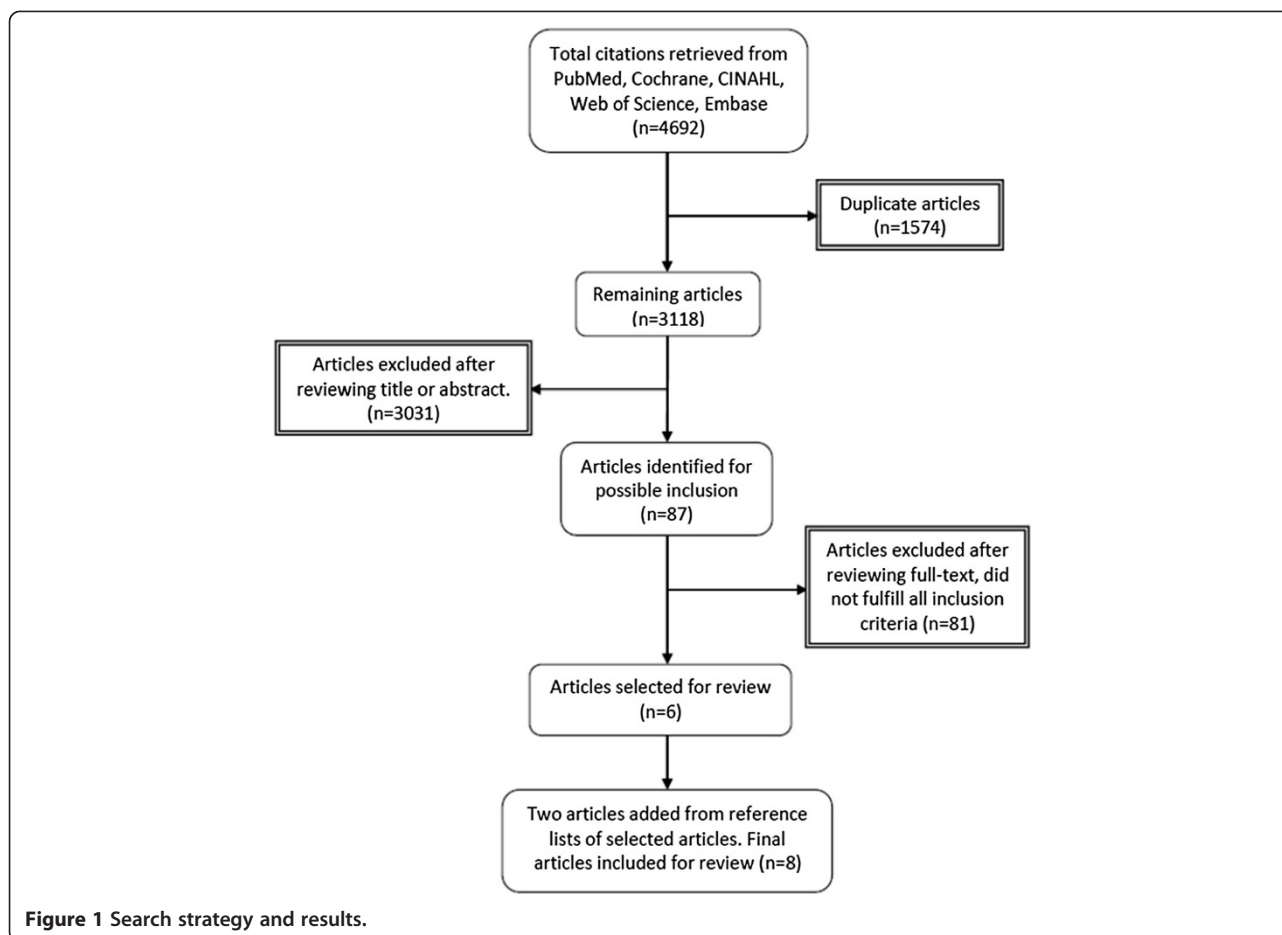 Total citations retrieved from
PubMed, Cochrane, CINAHL,
Web of Science, Embase
(n=4692)
Duplicate articles
(n=1574)
Remaining articles
(n=3118)
Articles excluded after
reviewing title or abstract.
(n=3031)
Articles identified for
possible inclusion
(n=87)
Articles excluded after
reviewing full-text, did
not fulfill all inclusion
criteria (n=81)
Articles selected for review
(n=6)
Two articles added from reference
lists of selected articles. Final
articles included for review (n=8)
Figure 1 Search strategy and results.